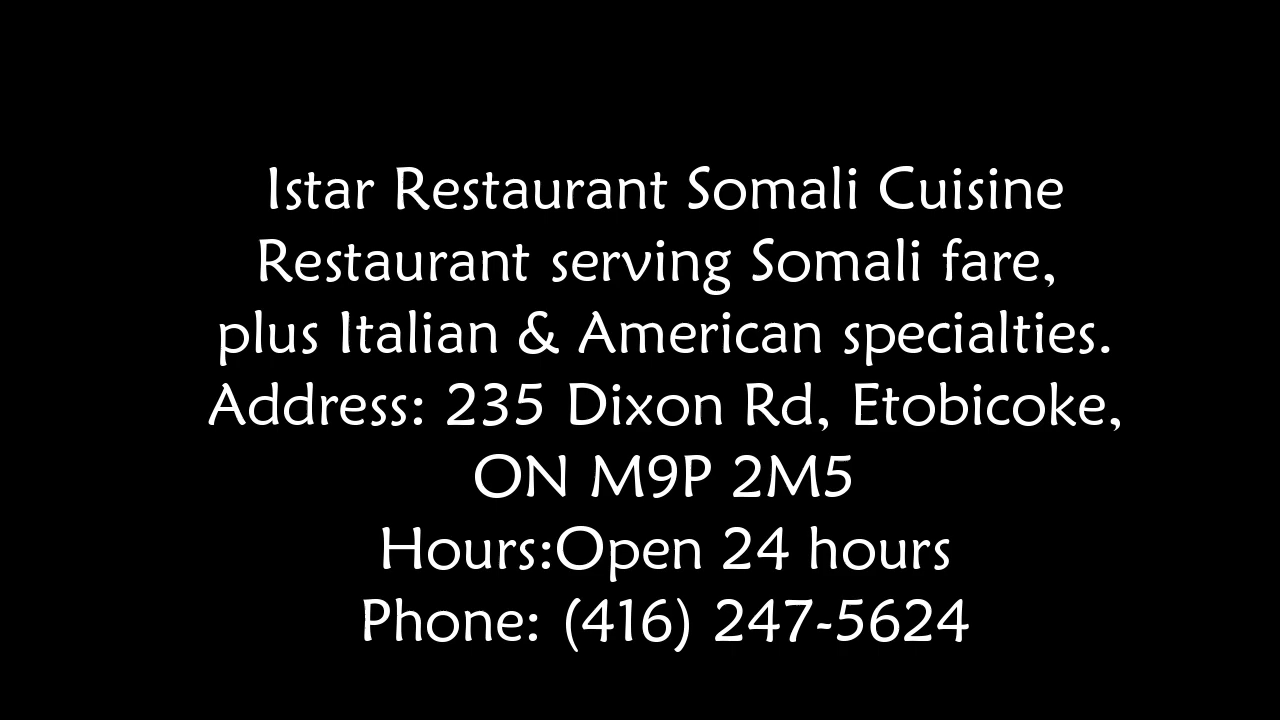 Istar Restaurant Somali Cuisine
Restaurant serving Somali fare,
plus Italian & American specialties.
Address: 235 Dixon Rd, Etobicoke,
ON M9P 2M5
Hours:Open 24 hours
Phone: (416) 247-5624